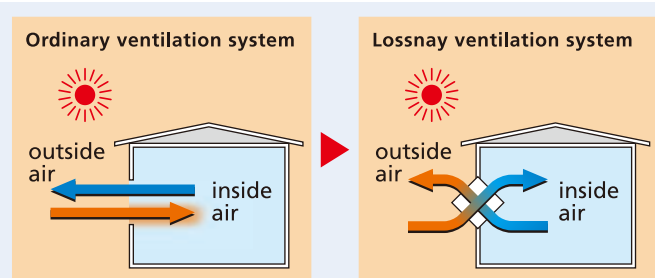 Ordinary ventilation system
outside
air
inside
air
Lossnay ventilation system
outside
air
inside
air